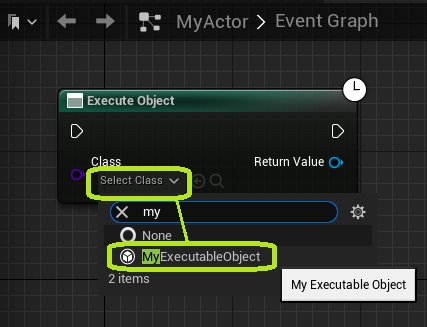 MyActor > Event Graph
Execute Object
Class
Return Value
Select Class
my
None
MyExecutableObject
2 items
My Executable Object